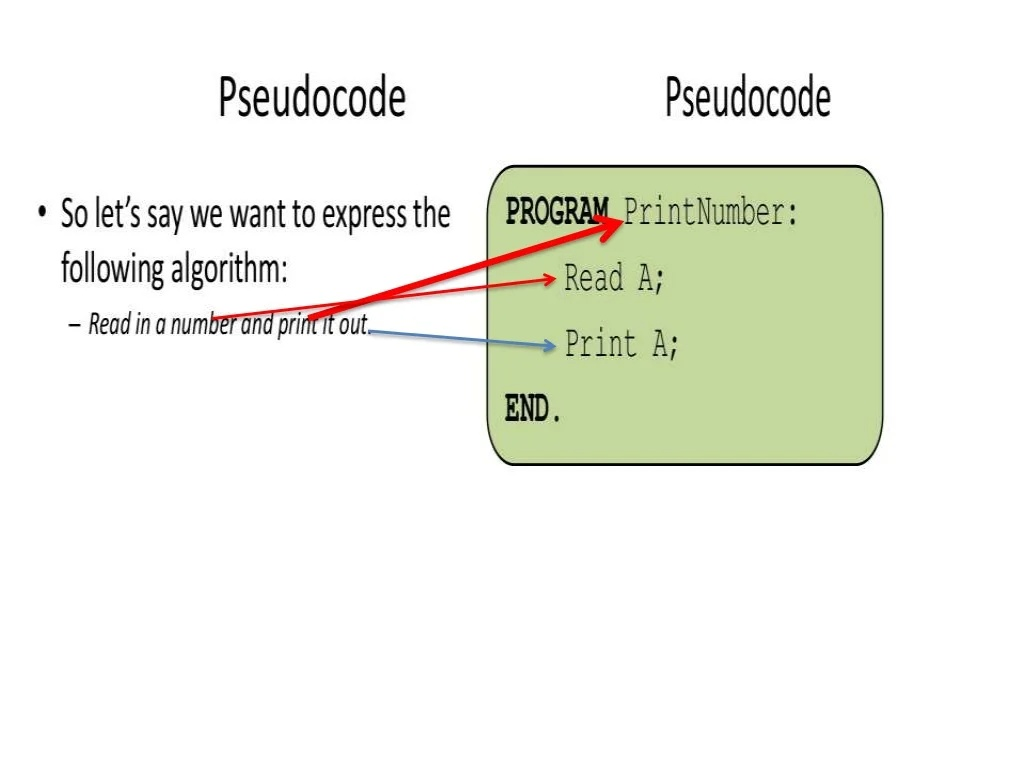 Pseudocode
• So let’s say we want to express the
following algorithm:
– Read in a number and print it out.
Pseudocode
PROGRAM PrintNumber:
Read A;
Print A;
END.